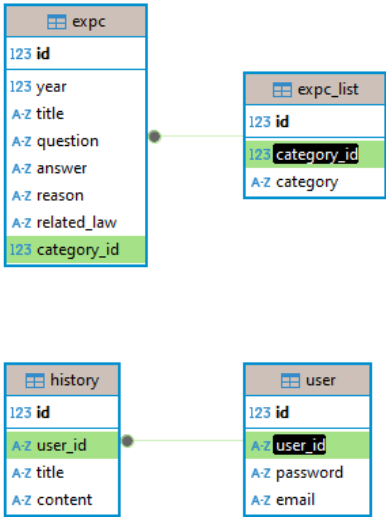 expc
123 id
123 year
A-Z title
A-Z question
A-Z answer
A-Z reason
A-Z related_law
123 category_id
expc_list
123 id
123 category_id
A-Z category
history
123 id
A-Z user_id
A-Z title
A-Z content
user
123 id
A-Z user_id
A-Z password
A-Z email